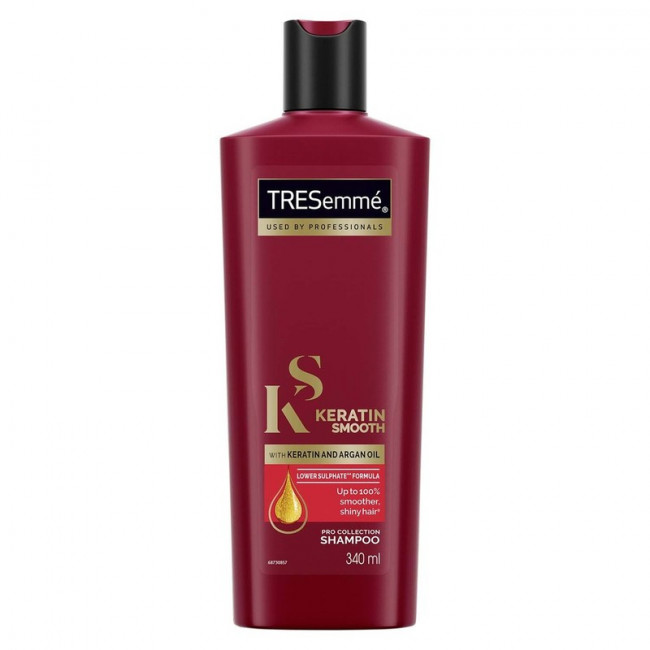 TRESemmé®
USED BY PROFESSIONALS
KS
KERATIN
SMOOTH
WITH KERATIN AND ARGAN OIL
LOWER SULPHATE™ FORMULA
Up to 100%
smoother,
shiny hair*
PRO COLLECTION
SHAMPOO
340 ml